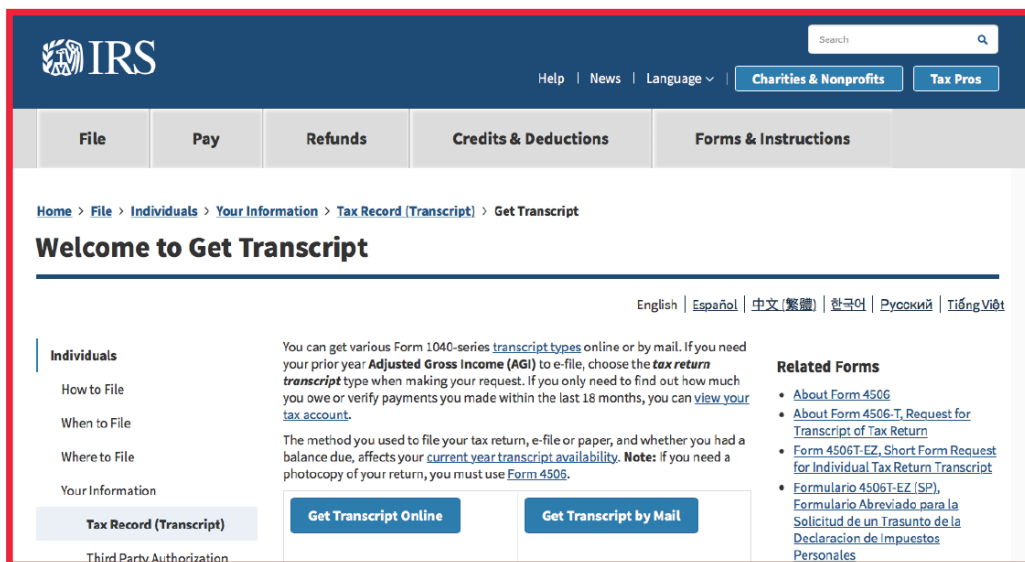 IRS
Search
Help | News | Language | Charities & Nonprofits Tax Pros
File Pay Refunds Credits & Deductions Forms & Instructions
Home > File > Individuals > Your Information > Tax Record (Transcript) > Get Transcript
Welcome to Get Transcript
English | Español | 中文 (繁體) | 한국어 | Русский | Tiếng Việt
Individuals
How to File
When to File
Where to File
Your Information
Tax Record (Transcript)
Third Party Authorization
You can get various Form 1040-series transcript types online or by mail. If you need
your prior year Adjusted Gross Income (AGI) to e-file, choose the tax return
transcript type when making your request. If you only need to find out how much
you owe or verify payments you made within the last 18 months, you can view your
tax account.
The method you used to file your tax return, e-file or paper, and whether you had a
balance due, affects your current year transcript availability. Note: If you need a
photocopy of your return, you must use Form 4506.
Get Transcript Online Get Transcript by Mail
Related Forms
• About Form 4506
• About Form 4506-T, Request for
Transcript of Tax Return
• Form 4506T-EZ, Short Form Request
for Individual Tax Return Transcript
• Formulario 4506T-EZ (SP),
Formulario Abreviado para la
Solicitud de un Trasunto de la
Declaracion de Impuestos
Personales